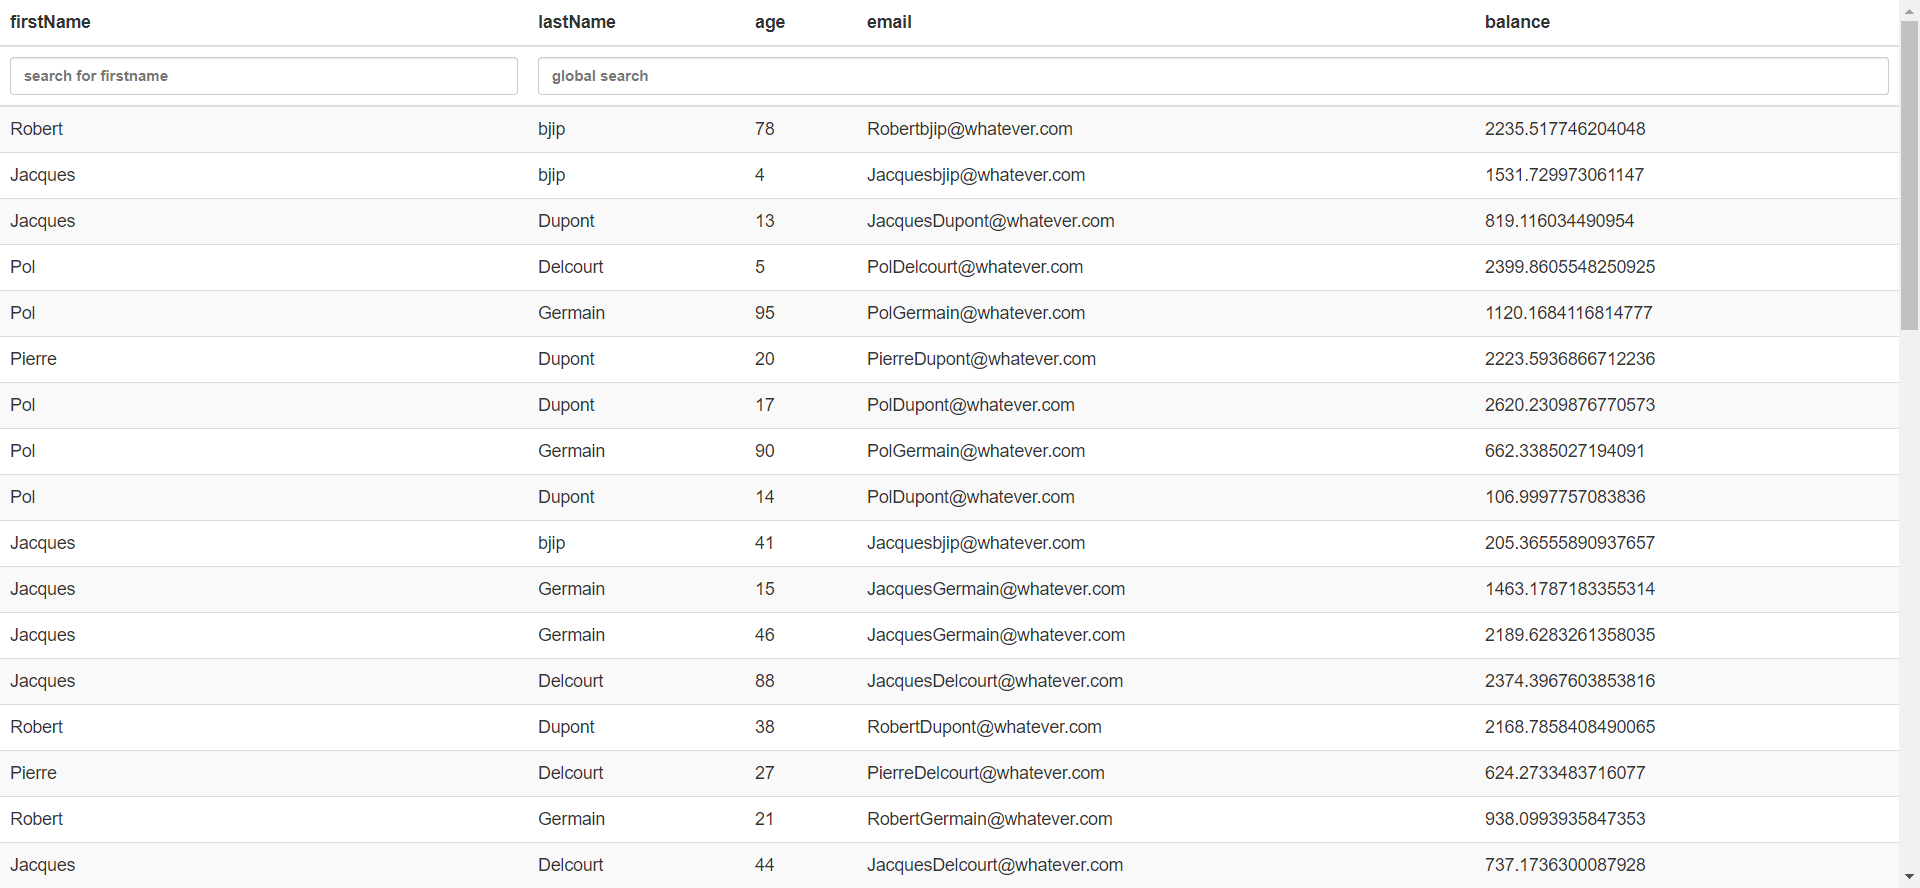 firstName lastName age email balance
search for firstname global search
Robert bjip 78 Robertbjip@whatever.com 2235.517746204048
Jacques bjip 4 Jacquesbjip@whatever.com 1531.729973061147
Jacques Dupont 13 JacquesDupont@whatever.com 819.116034490954
Pol Delcourt 5 PolDelcourt@whatever.com 2399.8605548250925
Pol Germain 95 PolGermain@whatever.com 1120.1684116814777
Pierre Dupont 20 PierreDupont@whatever.com 2223.5936866712236
Pol Dupont 17 PolDupont@whatever.com 2620.2309876770573
Pol Germain 90 PolGermain@whatever.com 662.3385027194091
Pol Dupont 14 PolDupont@whatever.com 106.9997757083836
Jacques bjip 41 Jacquesbjip@whatever.com 205.36555890937657
Jacques Germain 15 JacquesGermain@whatever.com 1463.1787183355314
Jacques Germain 46 JacquesGermain@whatever.com 2189.6283261358035
Jacques Delcourt 88 JacquesDelcourt@whatever.com 2374.3967603853816
Robert Dupont 38 RobertDupont@whatever.com 2168.7858408490065
Pierre Delcourt 27 PierreDelcourt@whatever.com 624.2733483716077
Robert Germain 21 RobertGermain@whatever.com 938.0993935847353
Jacques Delcourt 44 JacquesDelcourt@whatever.com 737.1736300087928